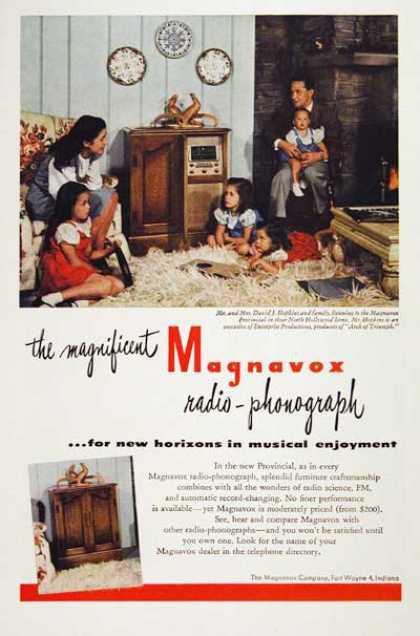 Mr. and Mrs. David J. Hopkins and family, listening to the Magnavox
Provincial in their North Hollywood home. Mr. Hopkins is an
executive of Enterprise Productions, producers of "Arch of Triumph."
the magnificent Magnavox
radio-phonograph
...for new horizons in musical enjoyment
In the new Provincial, as in every
Magnavox radio-phonograph, splendid furniture craftsmanship
combines with all the wonders of radio science, FM,
and automatic record-changing. No finer performance
is available—yet Magnavox is moderately priced (from $200).
See, hear and compare Magnavox with
other radio-phonographs—and you won't be satisfied until
you own one. Look for the name of your
Magnavox dealer in the telephone directory.
The Magnavox Company, Fort Wayne 4, Indiana